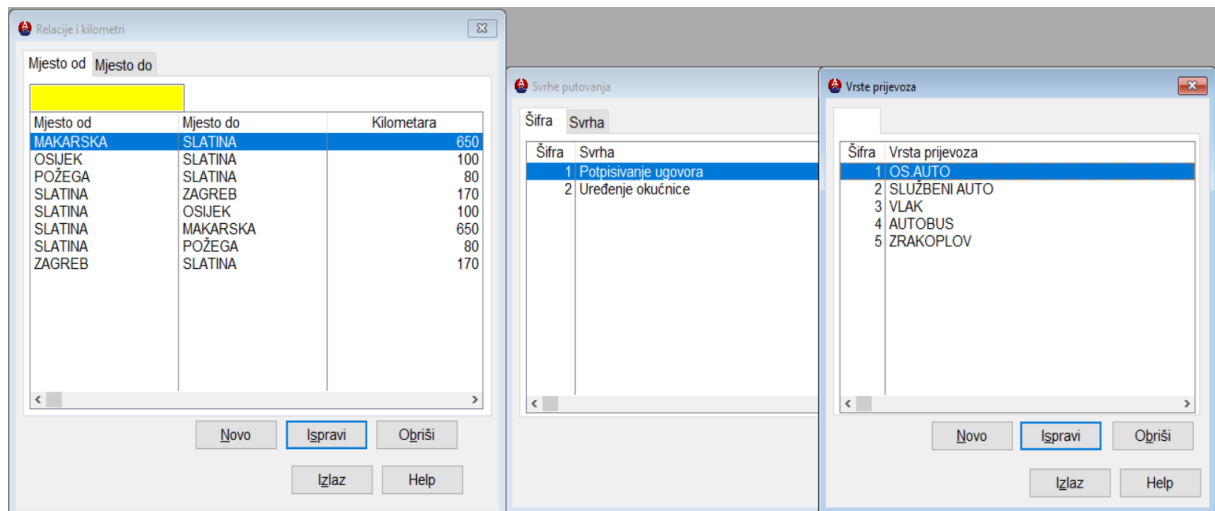 Relacije i kilometri
Mjesto od Mjesto do
Mjesto od Mjesto do Kilometara
MAKARSKA SLATINA 650
OSIJEK SLATINA 100
POŽEGA SLATINA 80
SLATINA ZAGREB 170
SLATINA OSIJEK 100
SLATINA MAKARSKA 650
SLATINA POŽEGA 80
ZAGREB SLATINA 170
Novo Ispravi Obriši
Izlaz Help
Svrhe putovanja
Šifra Svrha
Šifra Svrha
1 Potpisivanje ugovora
2 Uređenje okućnice
Vrste prijevoza
Šifra Vrsta prijevoza
1 OS.AUTO
2 SLUŽBENI AUTO
3 VLAK
4 AUTOBUS
5 ZRAKOPLOV
Novo Ispravi Obriši
Izlaz Help